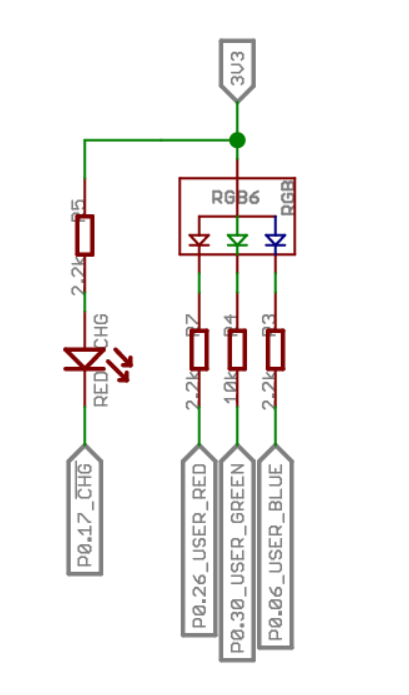 3V3
RGB6
RGB
R5
2.2k
CHG
RED
R7
2.2k
R4
10k
R3
2.2k
P0.17_CHG
P0.26_USER_RED
P0.30_USER_GREEN
P0.06_USER_BLUE